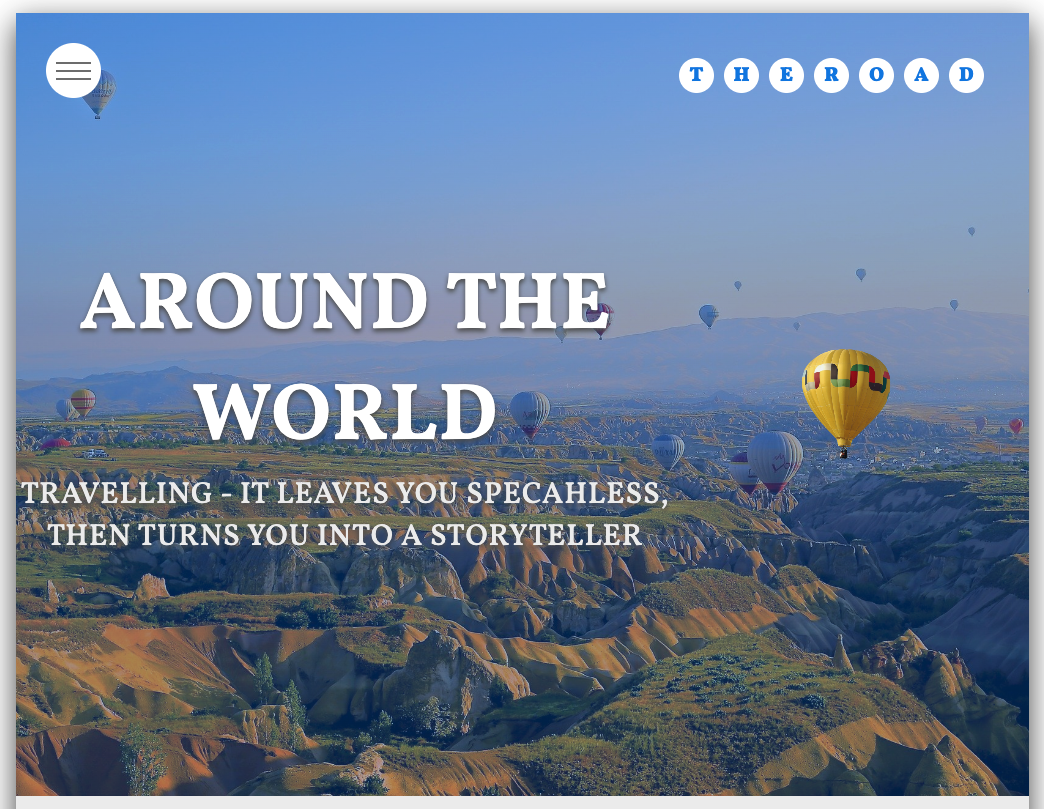 T H E R O A D
AROUND THE
WORLD
TRAVELLING - IT LEAVES YOU SPECAHLESS,
THEN TURNS YOU INTO A STORYTELLER